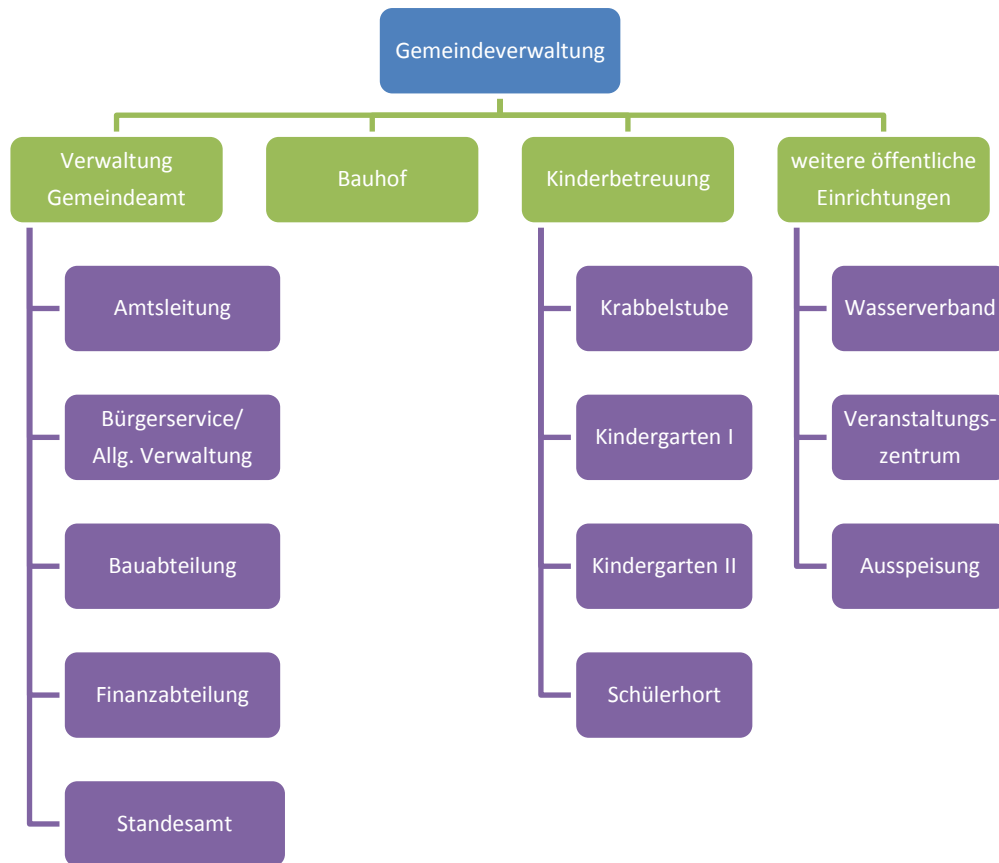 Gemeindeverwaltung
Verwaltung
Gemeindeamt
Bauhof
Kinderbetreuung
weitere öffentliche
Einrichtungen
Amtsleitung
Bürgerservice/
Allg. Verwaltung
Bauabteilung
Finanzabteilung
Standesamt
Krabbelstube
Kindergarten I
Kindergarten II
Schülerhort
Wasserverband
Veranstaltungs-
zentrum
Ausspeisung